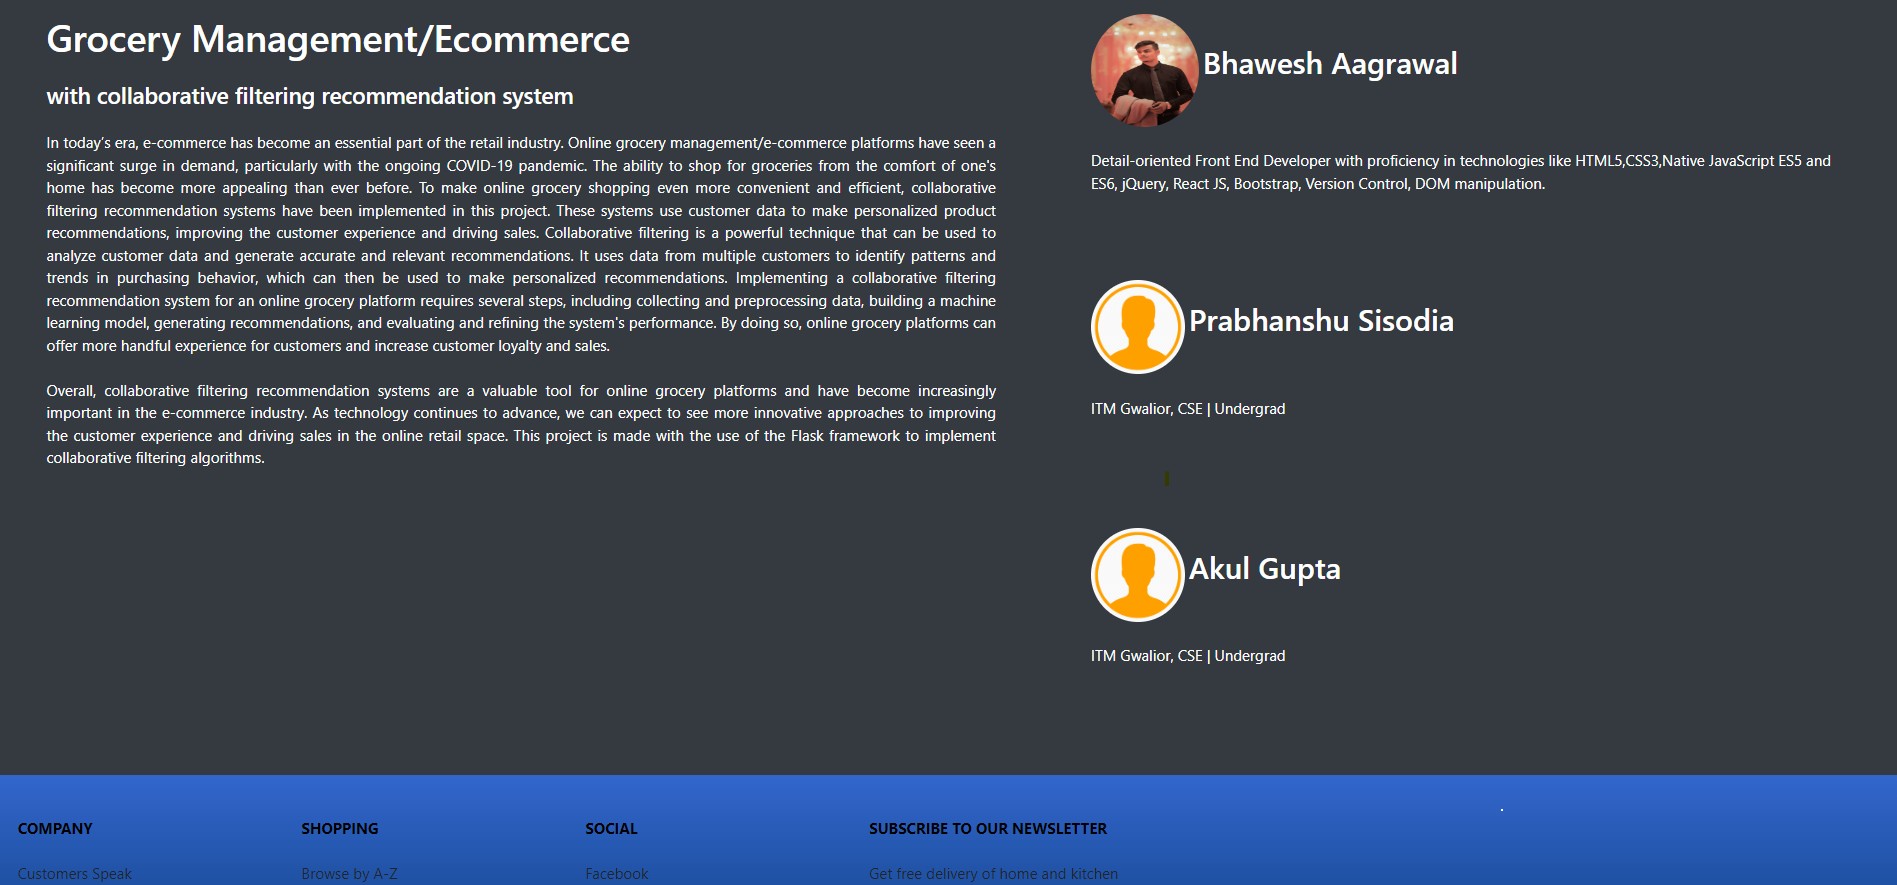 Grocery Management/Ecommerce
with collaborative filtering recommendation system
In today’s era, e-commerce has become an essential part of the retail industry. Online grocery management/e-commerce platforms have seen a
significant surge in demand, particularly with the ongoing COVID-19 pandemic. The ability to shop for groceries from the comfort of one's
home has become more appealing than ever before. To make online grocery shopping even more convenient and efficient, collaborative
filtering recommendation systems have been implemented in this project. These systems use customer data to make personalized product
recommendations, improving the customer experience and driving sales. Collaborative filtering is a powerful technique that can be used to
analyze customer data and generate accurate and relevant recommendations. It uses data from multiple customers to identify patterns and
trends in purchasing behavior, which can then be used to make personalized recommendations. Implementing a collaborative filtering
recommendation system for an online grocery platform requires several steps, including collecting and preprocessing data, building a machine
learning model, generating recommendations, and evaluating and refining the system's performance. By doing so, online grocery platforms can
offer more handful experience for customers and increase customer loyalty and sales.
Overall, collaborative filtering recommendation systems are a valuable tool for online grocery platforms and have become increasingly
important in the e-commerce industry. As technology continues to advance, we can expect to see more innovative approaches to improving
the customer experience and driving sales in the online retail space. This project is made with the use of the Flask framework to implement
collaborative filtering algorithms.
Bhawesh Aagrawal
Detail-oriented Front End Developer with proficiency in technologies like HTML5,CSS3,Native JavaScript ES5 and
ES6, jQuery, React JS, Bootstrap, Version Control, DOM manipulation.
Prabhanshu Sisodia
ITM Gwalior, CSE | Undergrad
Akul Gupta
ITM Gwalior, CSE | Undergrad
COMPANY
Customers Speak
SHOPPING
Browse by A-Z
SOCIAL
Facebook
SUBSCRIBE TO OUR NEWSLETTER
Get free delivery of home and kitchen